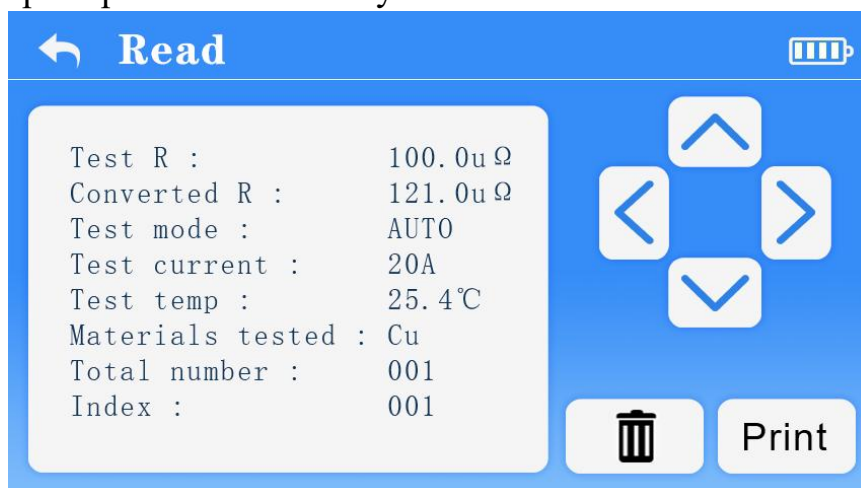 Read
Test R : 100.0uΩ
Converted R : 121.0uΩ
Test mode : AUTO
Test current : 20A
Test temp : 25.4℃
Materials tested : Cu
Total number : 001
Index : 001
Print